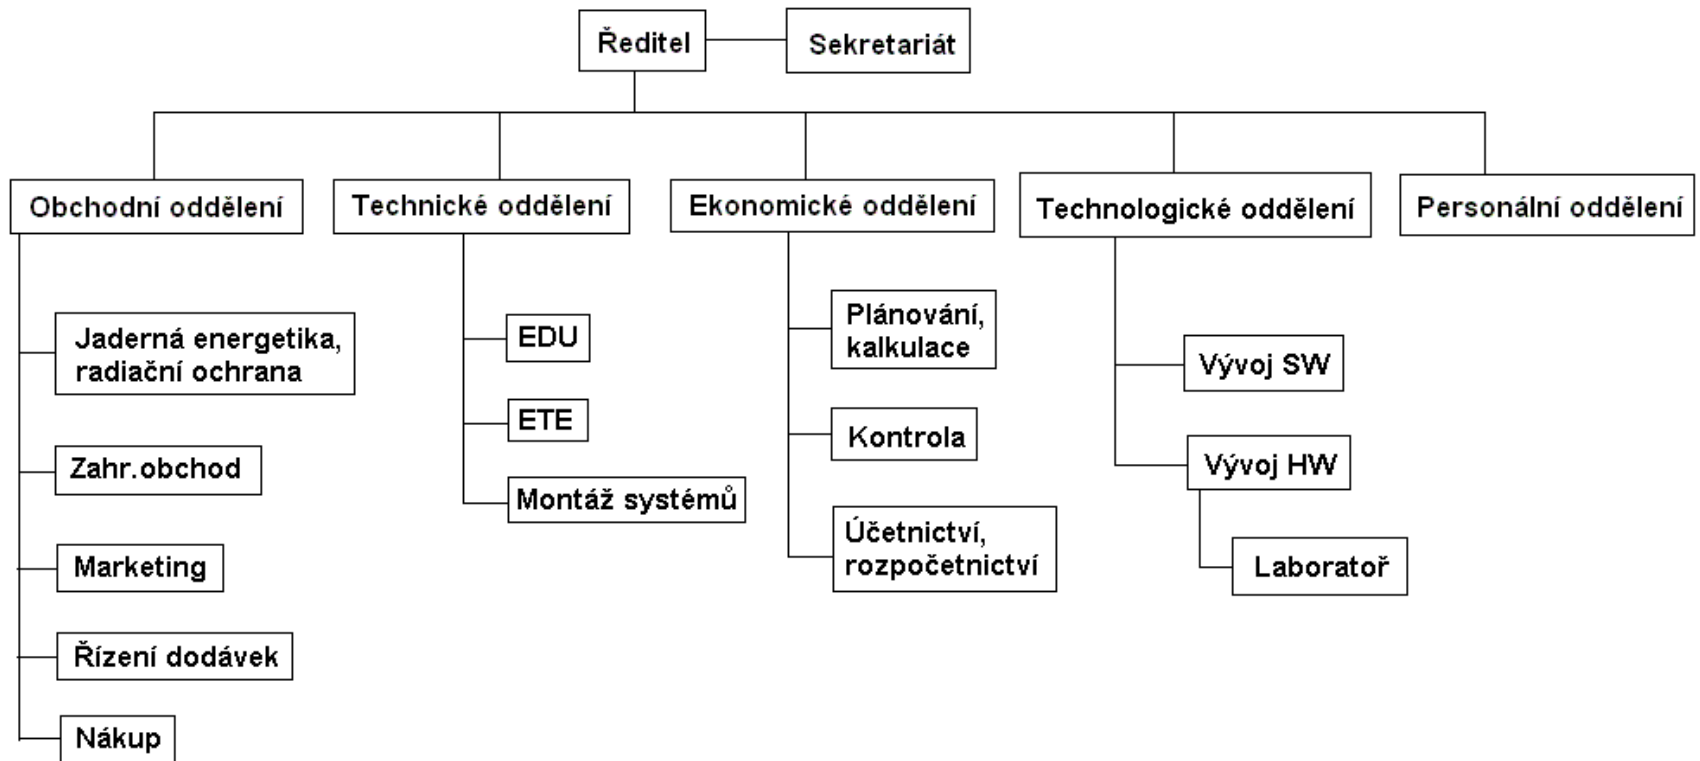 Ředitel
Sekretariát
Obchodní oddělení
Technické oddělení
Ekonomické oddělení
Technologické oddělení
Personální oddělení
Jaderná energetika,
radiační ochrana
Zahr.obchod
Marketing
Řízení dodávek
Nákup
EDU
ETE
Montáž systémů
Plánování,
kalkulace
Kontrola
Účetnictví,
rozpočetnictví
Vývoj SW
Vývoj HW
Laboratoř